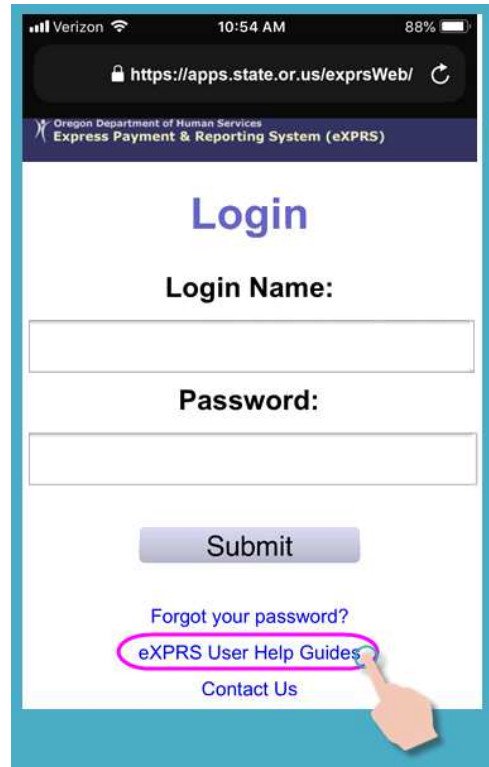 Verizon 10:54 AM 88%
https://apps.state.or.us/exprsWeb/
Oregon Department of Human Services
Express Payment & Reporting System (eXPRS)
Login
Login Name:
Password:
Submit
Forgot your password?
eXPRS User Help Guides
Contact Us